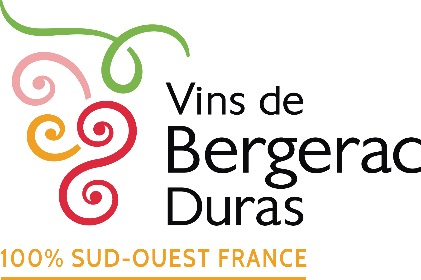 Vins de
Bergerac
Duras
100% SUD-OUEST FRANCE